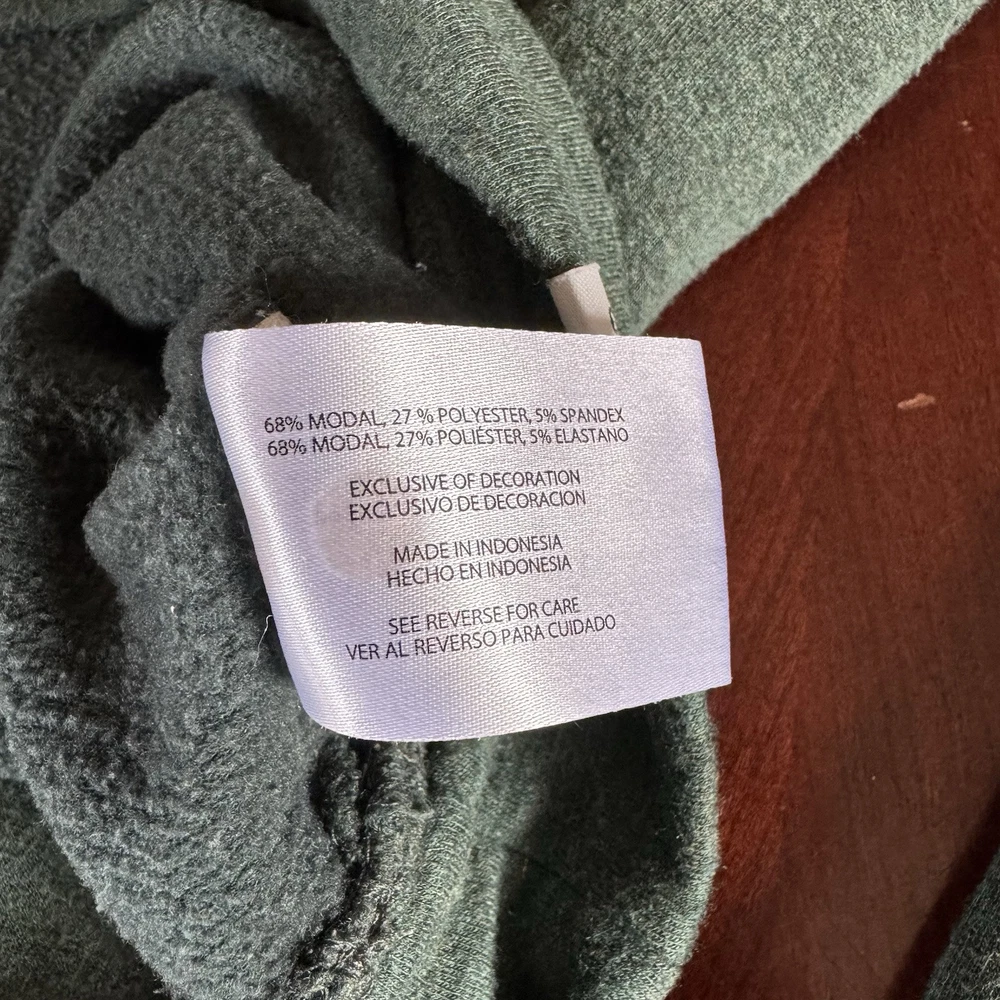 68% MODAL, 27 % POLYESTER, 5% SPANDEX
68% MODAL, 27% POLIÉSTER, 5% ELASTANO
EXCLUSIVE OF DECORATION
EXCLUSIVO DE DECORACION
MADE IN INDONESIA
HECHO EN INDONESIA
SEE REVERSE FOR CARE
VER AL REVERSO PARA CUIDADO